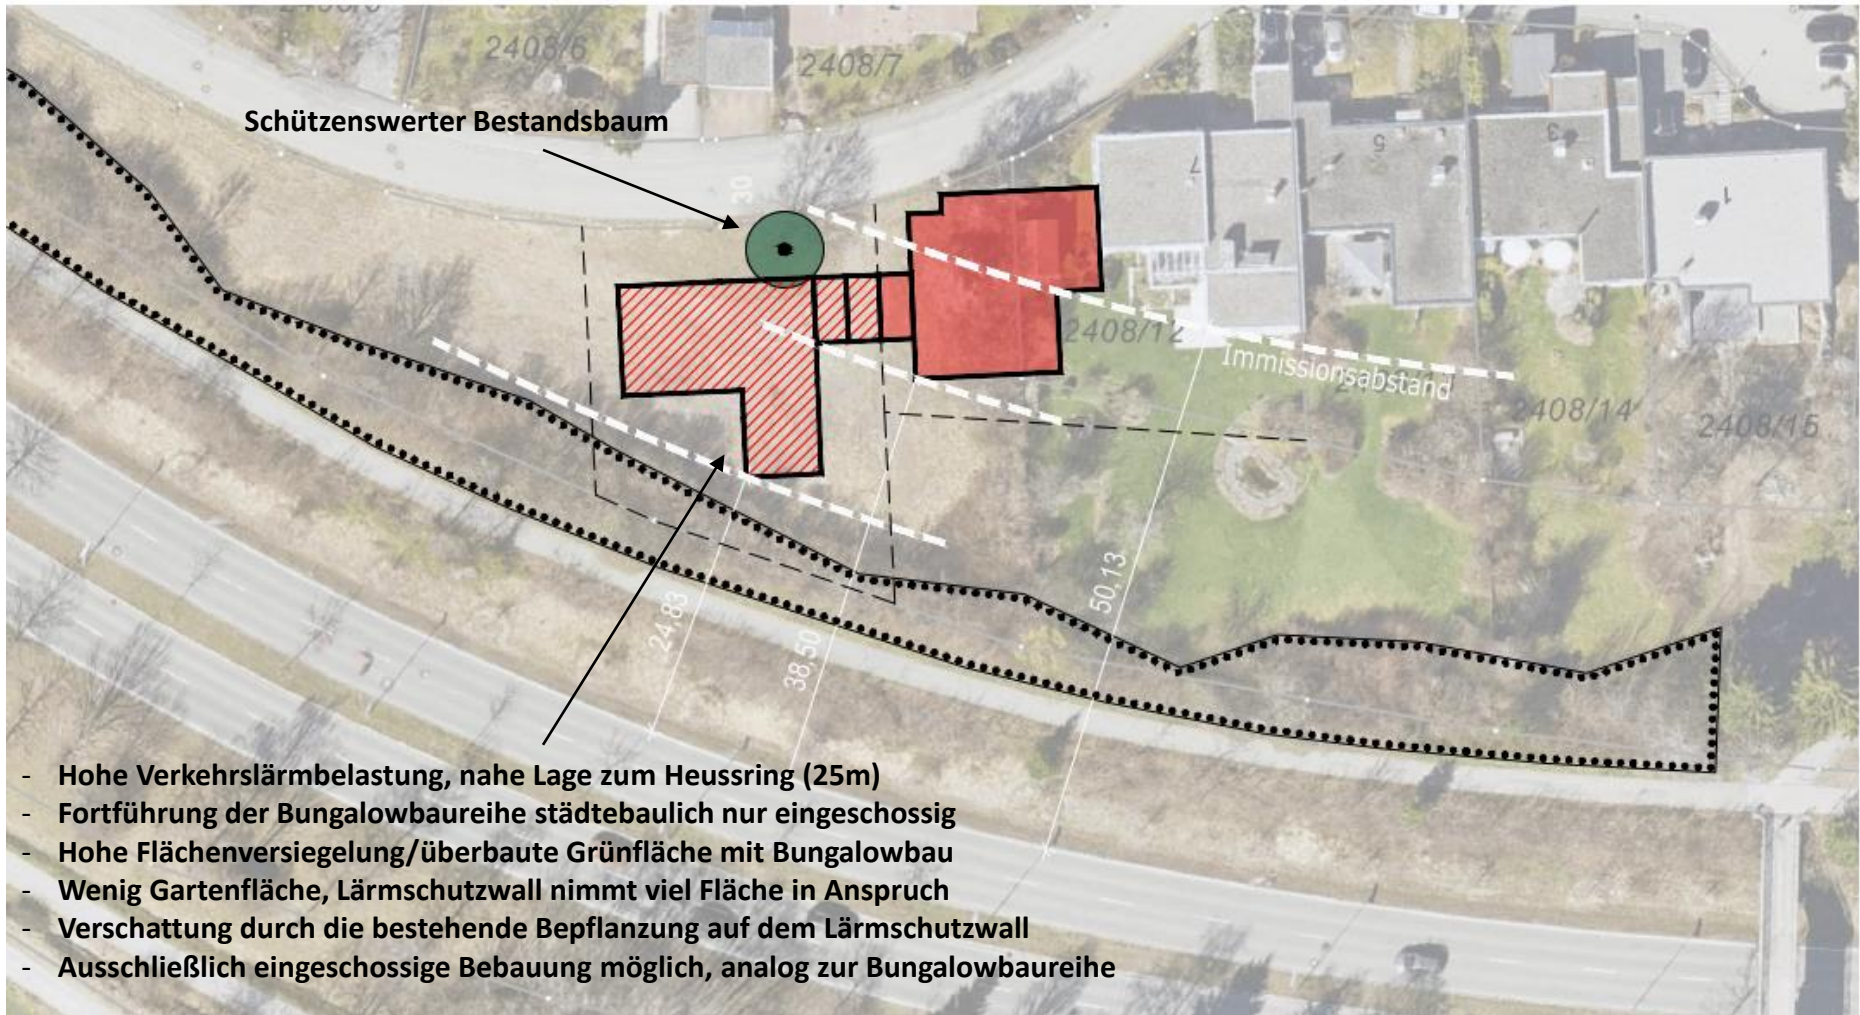 2408/6
2408/7
Schützenswerter Bestandsbaum
30
7
5
3
1
2408/12
Immissionsabstand
2408/14
2408/15
24,83
38,50
50,13
- Hohe Verkehrslärmbelastung, nahe Lage zum Heussring (25m)
- Fortführung der Bungalowbaureihe städtebaulich nur eingeschossig
- Hohe Flächenversiegelung/überbaute Grünfläche mit Bungalowbau
- Wenig Gartenfläche, Lärmschutzwall nimmt viel Fläche in Anspruch
- Verschattung durch die bestehende Bepflanzung auf dem Lärmschutzwall
- Ausschließlich eingeschossige Bebauung möglich, analog zur Bungalowbaureihe